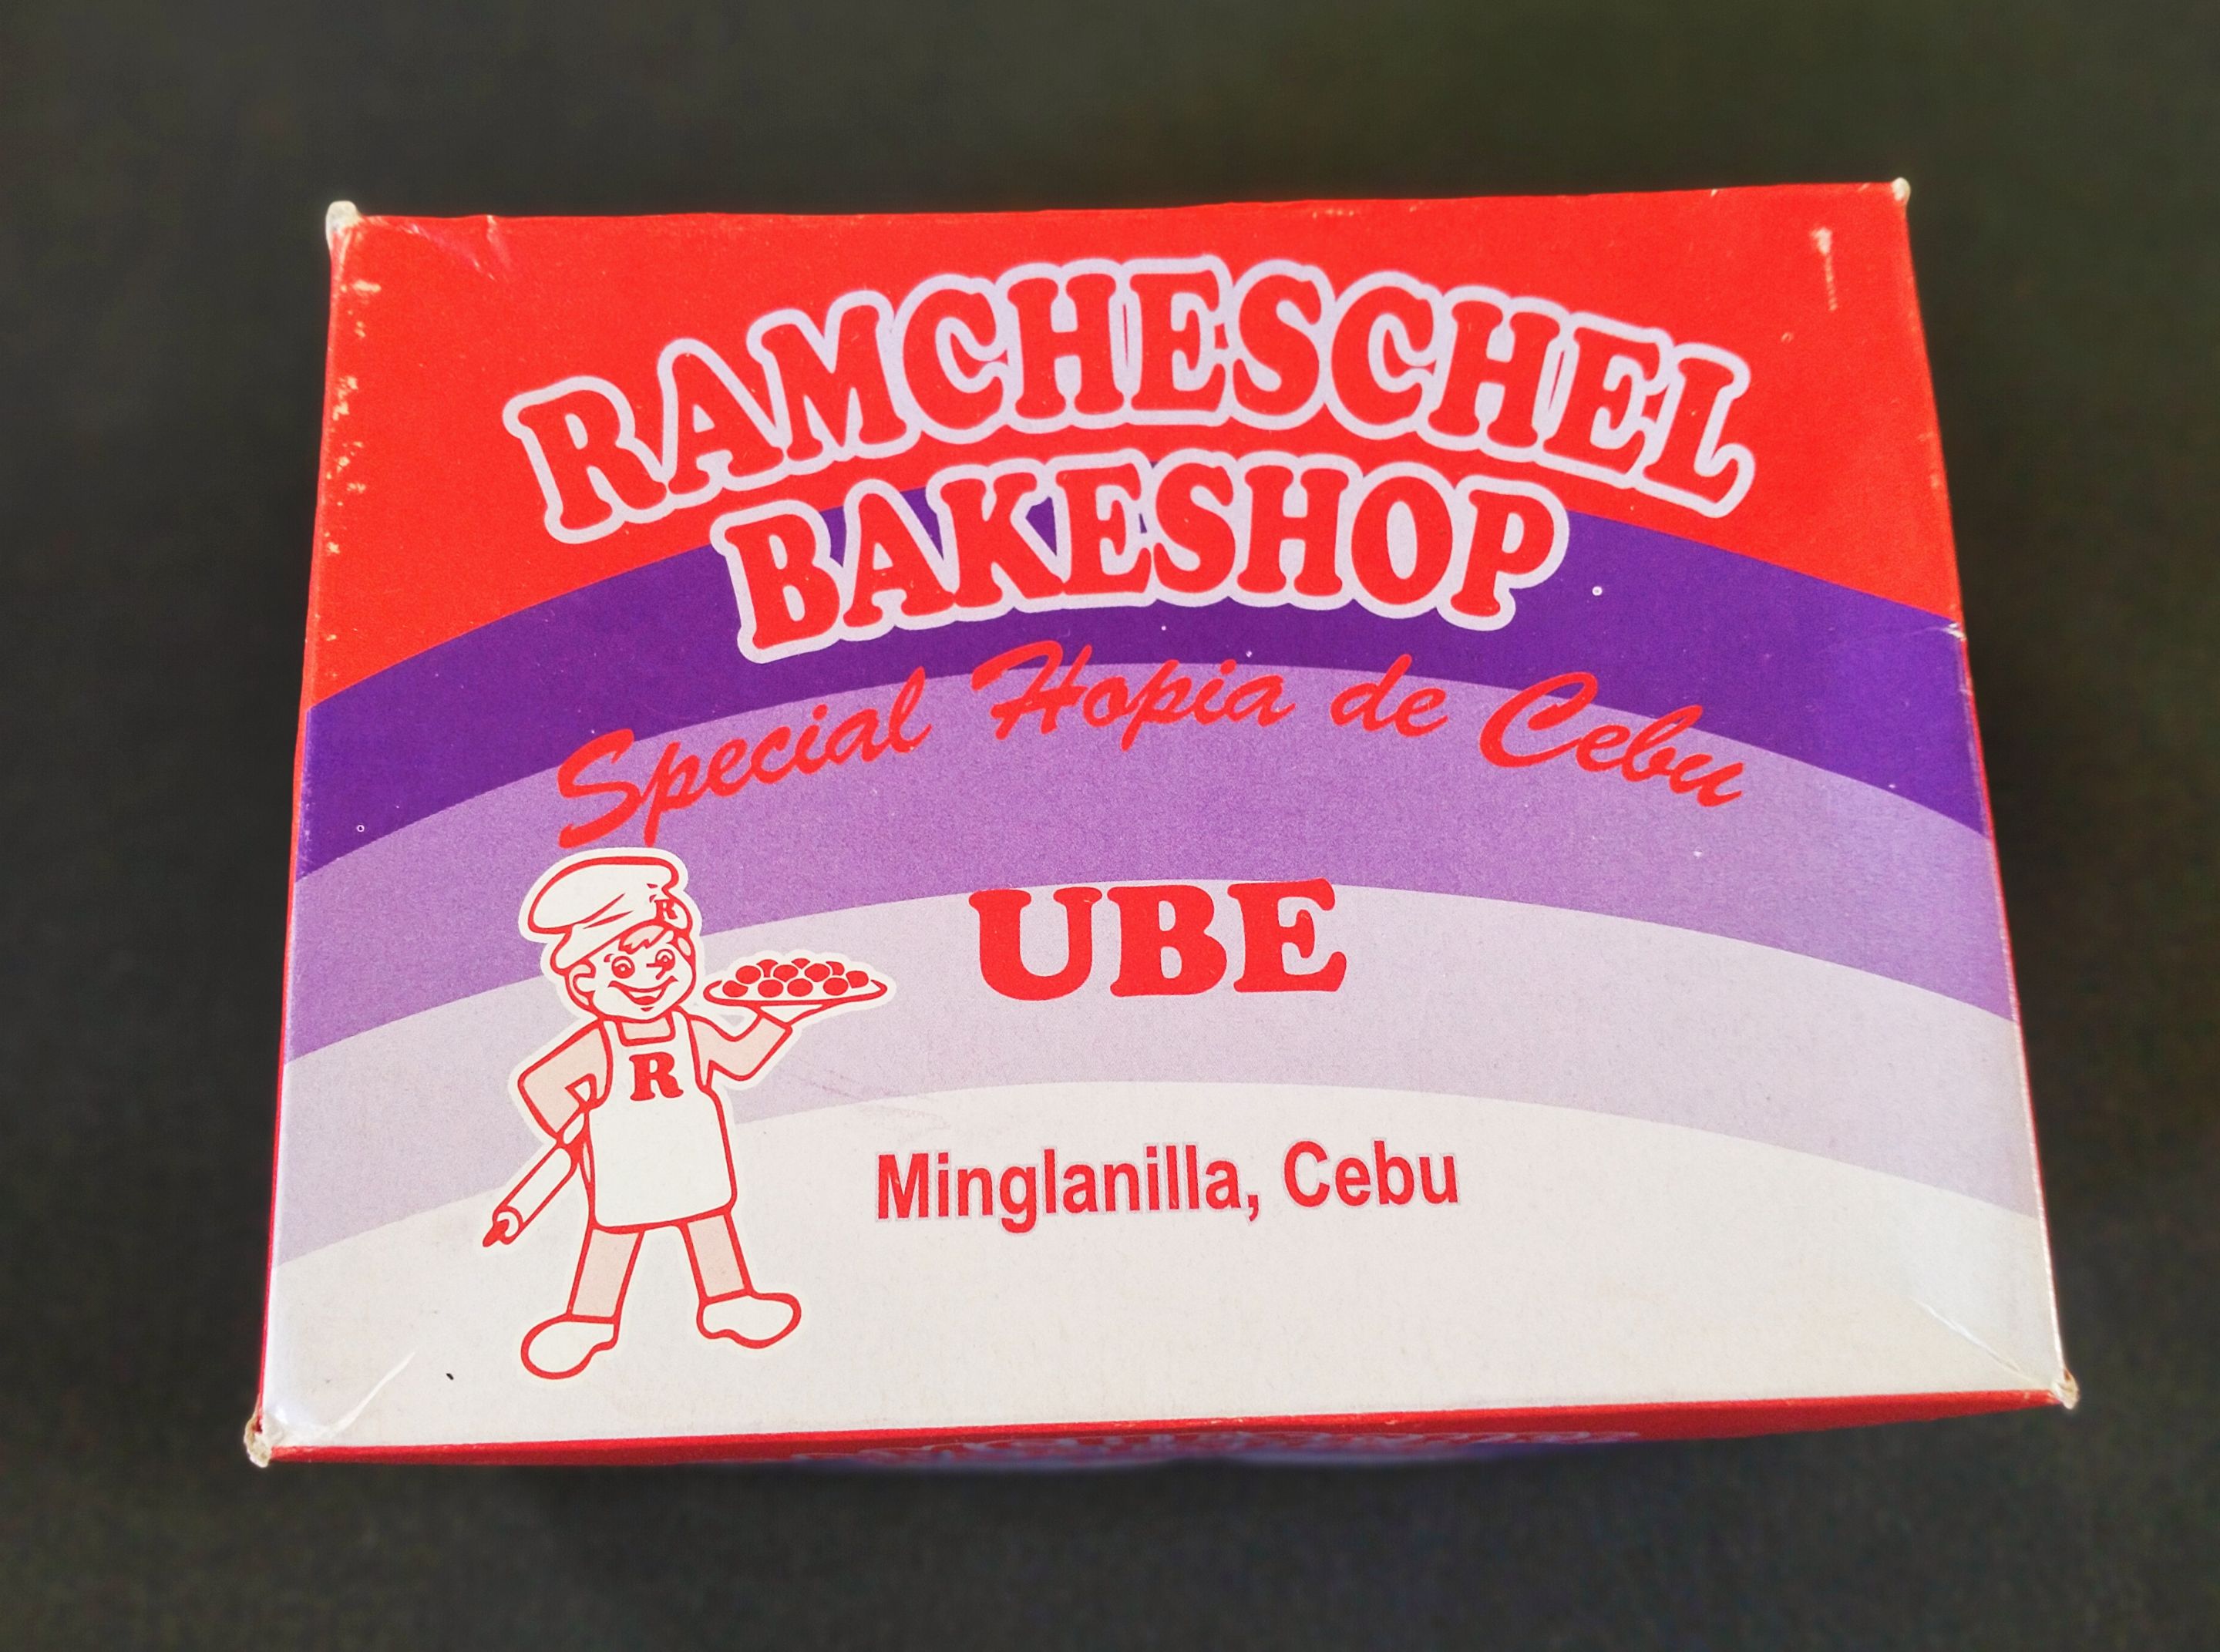 RAMCHESCHEL
BAKESHOP
Special Hopia de Cebu
UBE
R
R
Minglanilla, Cebu